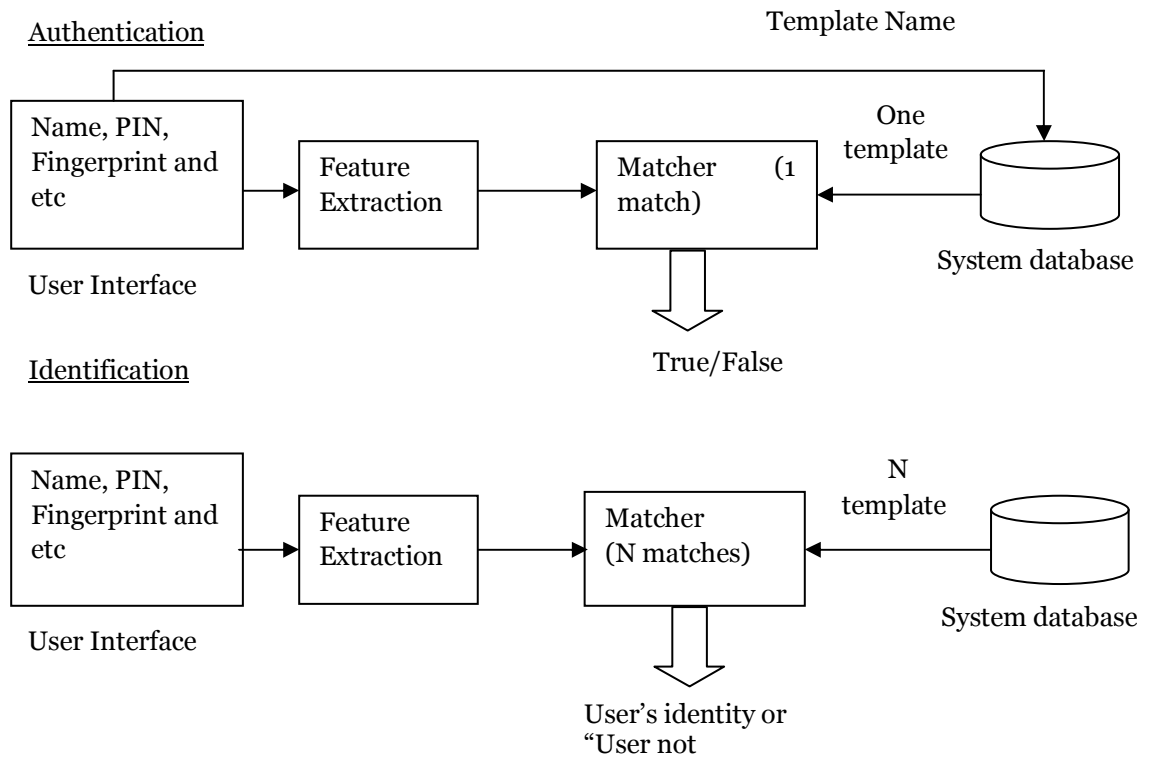 Authentication
Template Name
Name, PIN,
Fingerprint and
etc
Feature
Extraction
Matcher (1
match)
One
template
System database
User Interface
True/False
Identification
Name, PIN,
Fingerprint and
etc
Feature
Extraction
Matcher
(N matches)
N
template
System database
User Interface
User’s identity or
“User not